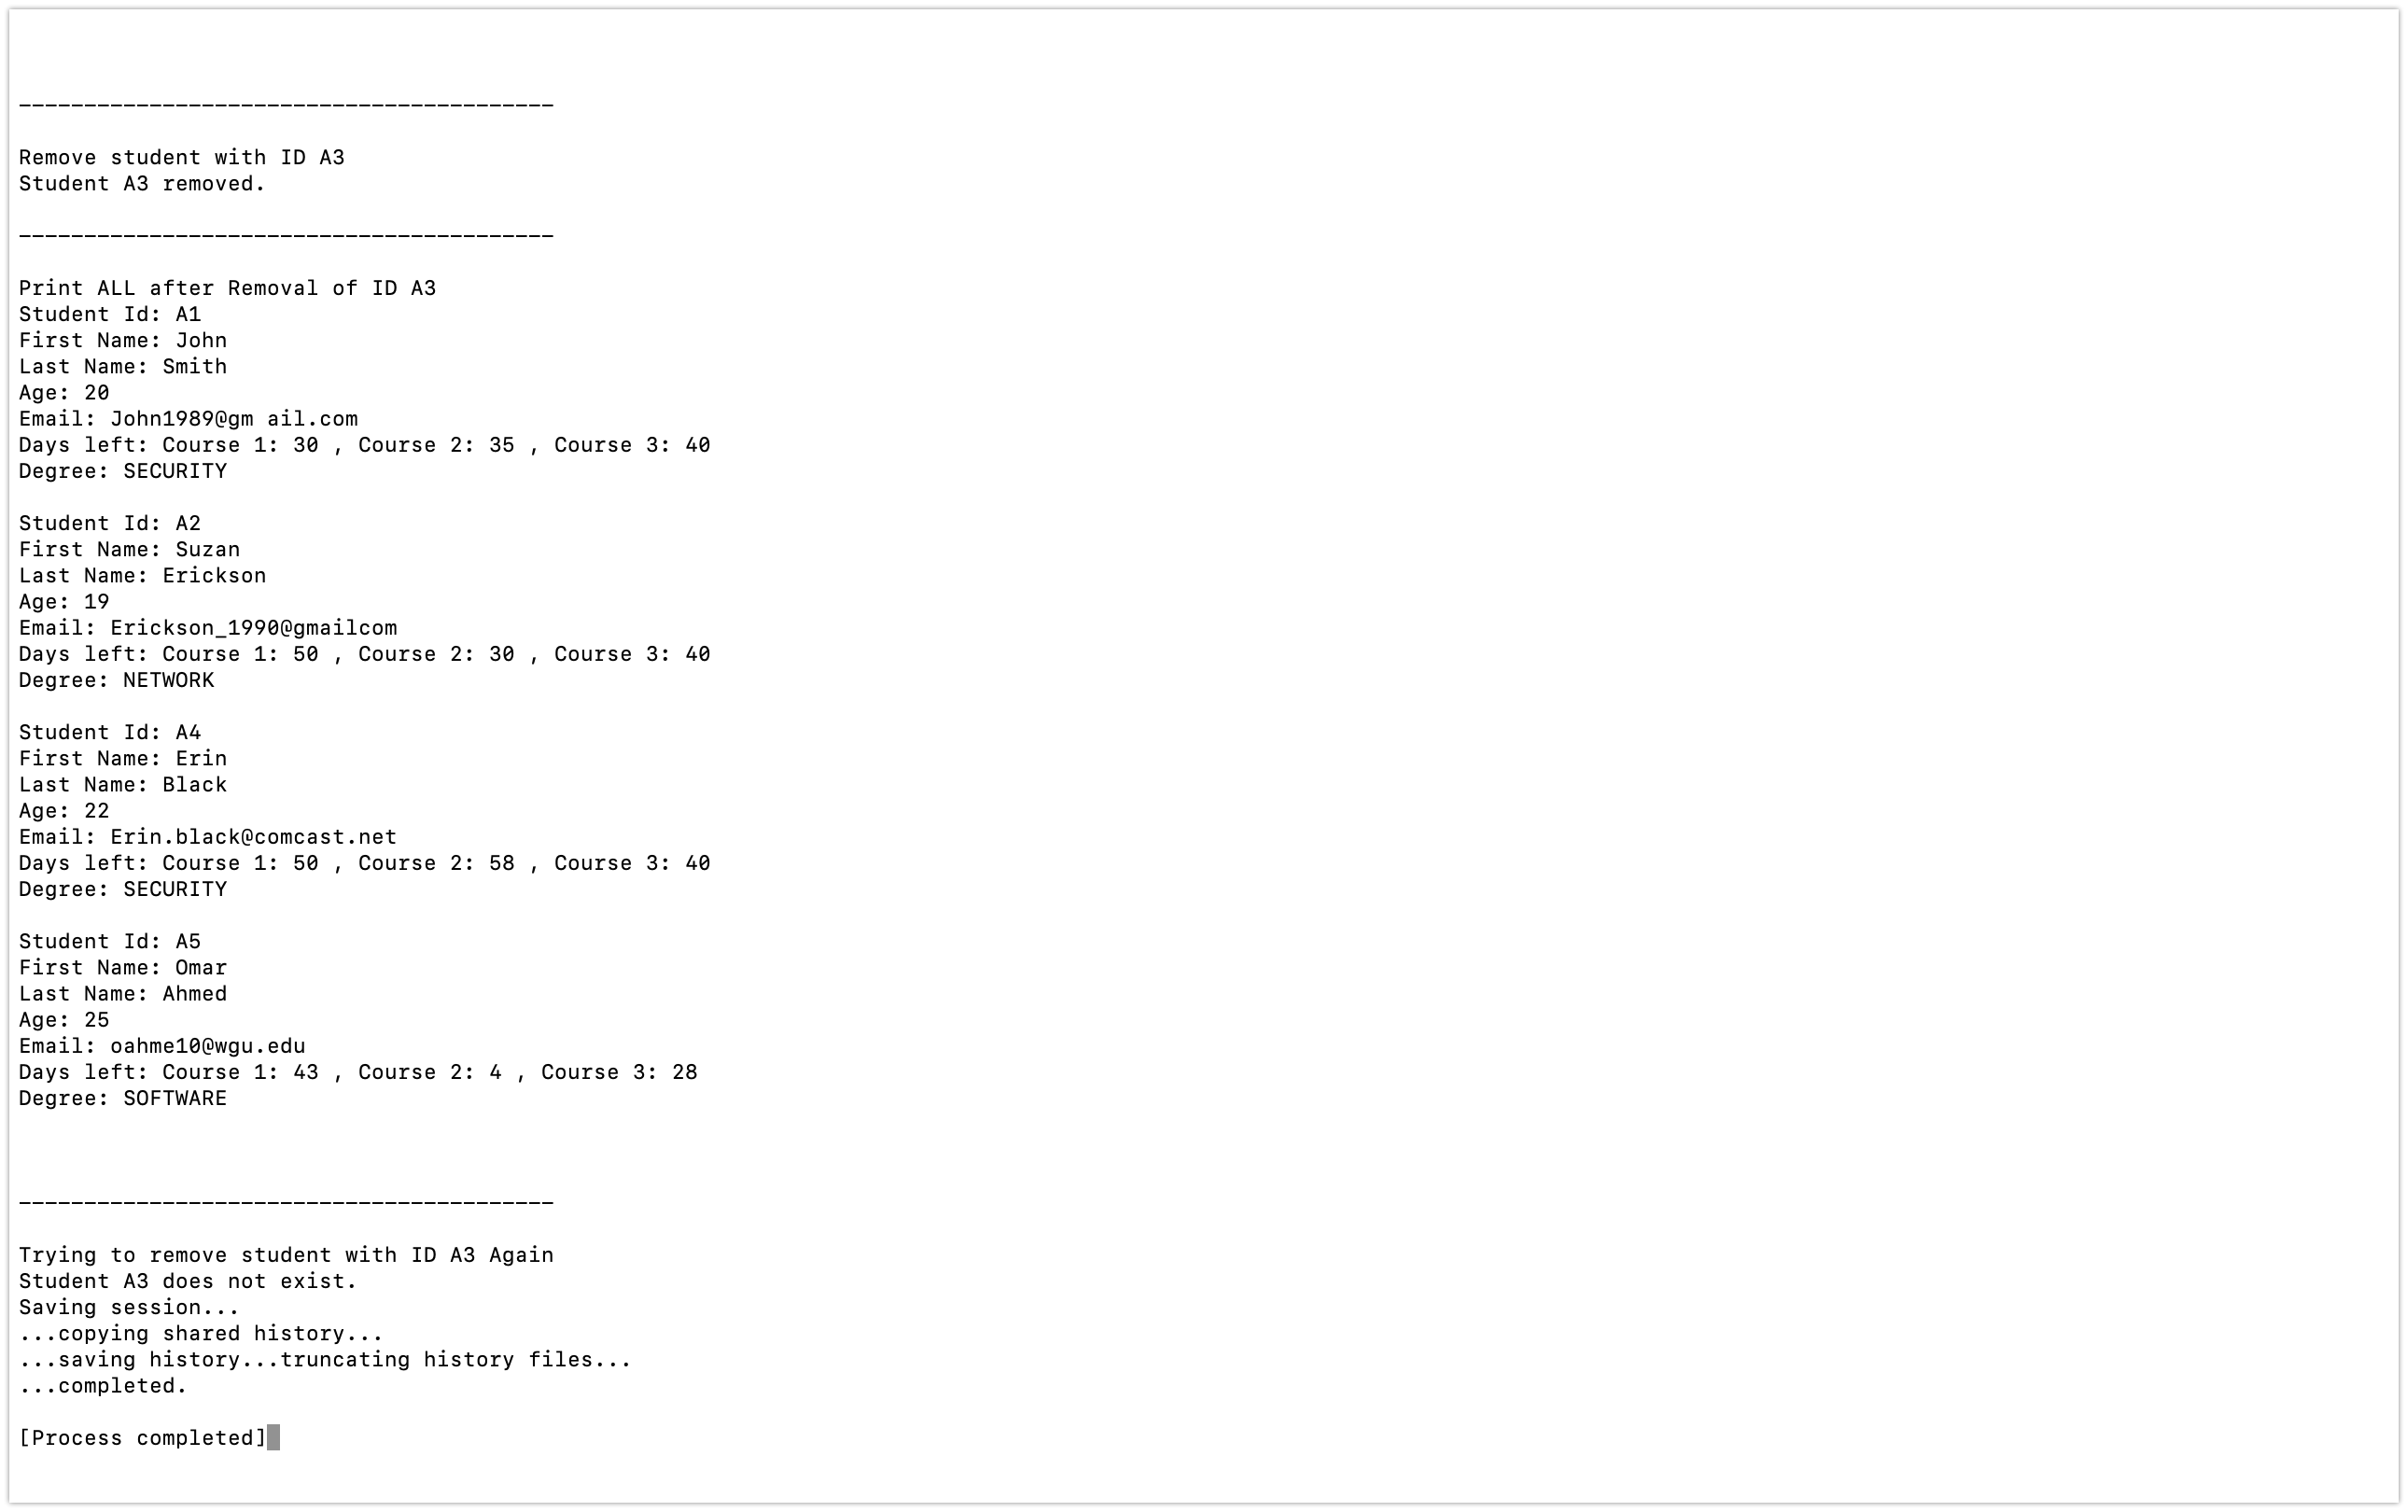 _________________________________________
Remove student with ID A3
Student A3 removed.
_________________________________________
Print ALL after Removal of ID A3
Student Id: A1
First Name: John
Last Name: Smith
Age: 20
Email: John1989@gm ail.com
Days left: Course 1: 30 , Course 2: 35 , Course 3: 40
Degree: SECURITY
Student Id: A2
First Name: Suzan
Last Name: Erickson
Age: 19
Email: Erickson_1990@gmailcom
Days left: Course 1: 50 , Course 2: 30 , Course 3: 40
Degree: NETWORK
Student Id: A4
First Name: Erin
Last Name: Black
Age: 22
Email: Erin.black@comcast.net
Days left: Course 1: 50 , Course 2: 58 , Course 3: 40
Degree: SECURITY
Student Id: A5
First Name: Omar
Last Name: Ahmed
Age: 25
Email: oahme10@wgu.edu
Days left: Course 1: 43 , Course 2: 4 , Course 3: 28
Degree: SOFTWARE
_________________________________________
Trying to remove student with ID A3 Again
Student A3 does not exist.
Saving session...
...copying shared history...
...saving history...truncating history files...
...completed.
[Process completed]